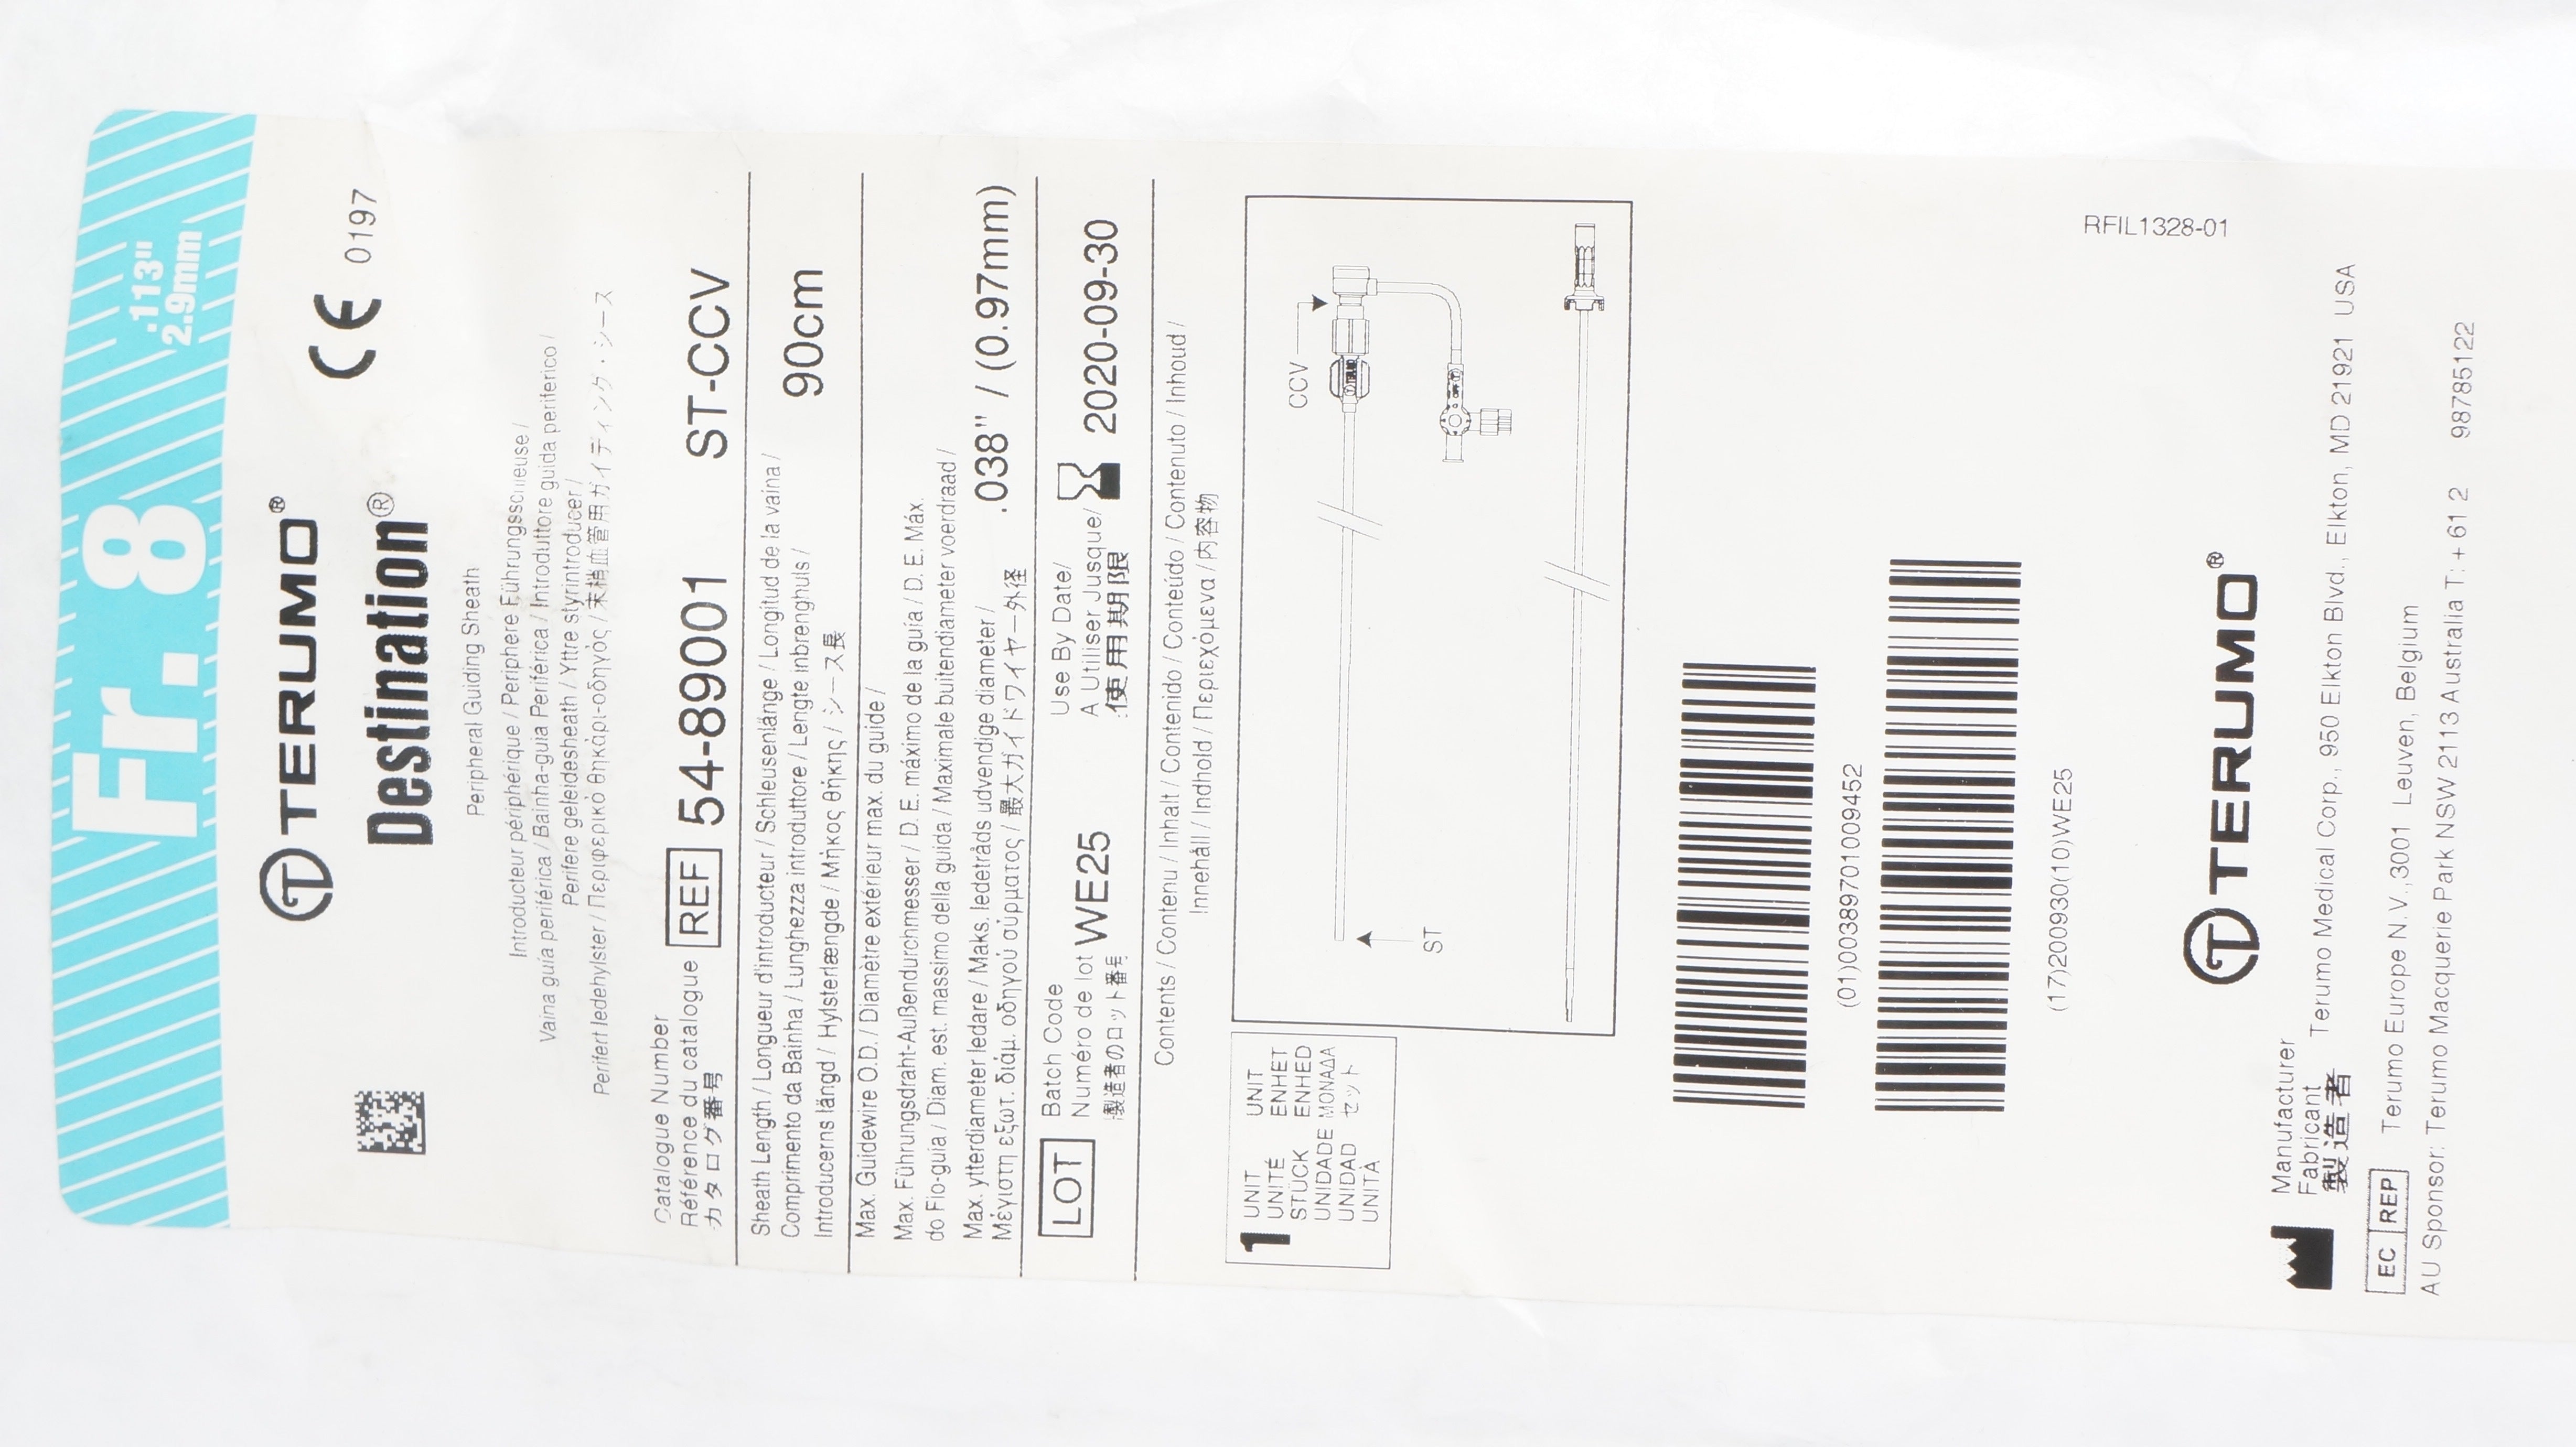 Fr. 8
.113"
2.9mm
TERUMO®
CE 0197
Destination®
Peripheral Guiding Sheath
Introducteur périphérique / Periphere Führungsschleuse /
Vaina guía periférica / Bainha-guia Periférica / Introduttore guida periferico /
Perifere geleidesheath / Yttre styrintroducer /
Perifert ledehylster / Περιφερικό θηκάρι-οδηγός / 末梢血管用ガイディング・シース
Catalogue Number
Référence du catalogue
カタログ番号
REF 54-89001 ST-CCV
Sheath Length / Longueur d'introducteur / Schleusenlänge / Longitud de la vaina /
Comprimento da Bainha / Lunghezza introduttore / Lengte inbrenghuls /
Introducerns längd / Hylsterlængde / Μήκος θήκης / シース長
90cm
Max. Guidewire O.D. / Diamètre extérieur max. du guide /
Max. Führungsdraht-Außendurchmesser / D. E. máximo de la guía / D. E. Máx.
do Fio-guia / Diam. est. massimo della guida / Maximale buitendiameter voerdraad /
Max. ytterdiameter ledare / Maks. ledetråds udvendige diameter /
Μέγιστη εξωτ. διάμ. οδηγού σύρματος / 最大ガイドワイヤー外径
.038" / (0.97mm)
LOT
Batch Code
Numéro de lot
製造者のロット番号
WE25
Use By Date/
A Utiliser Jusque/
使用期限
2020-09-30
Contents / Contenu / Inhalt / Contenido / Conteúdo / Contenuto / Inhoud /
Innehåll / Indhold / Περιεχόμενα / 内容物
1
UNIT UNIT
UNITÉ ENHET
STÜCK ENHED
UNIDADE ΜΟΝΑΔΑ
UNIDAD セット
UNITÀ
CCV
ST
(01)00389701009452
(17)200930(10)WE25
RFIL1328-01
TERUMO®
Manufacturer
Fabricant
製造者
Terumo Medical Corp., 950 Elkton Blvd., Elkton, MD 21921 USA
EC REP Terumo Europe N.V.,3001 Leuven, Belgium
AU Sponsor: Terumo Macquerie Park NSW 2113 Australia T: + 61 2 98785122